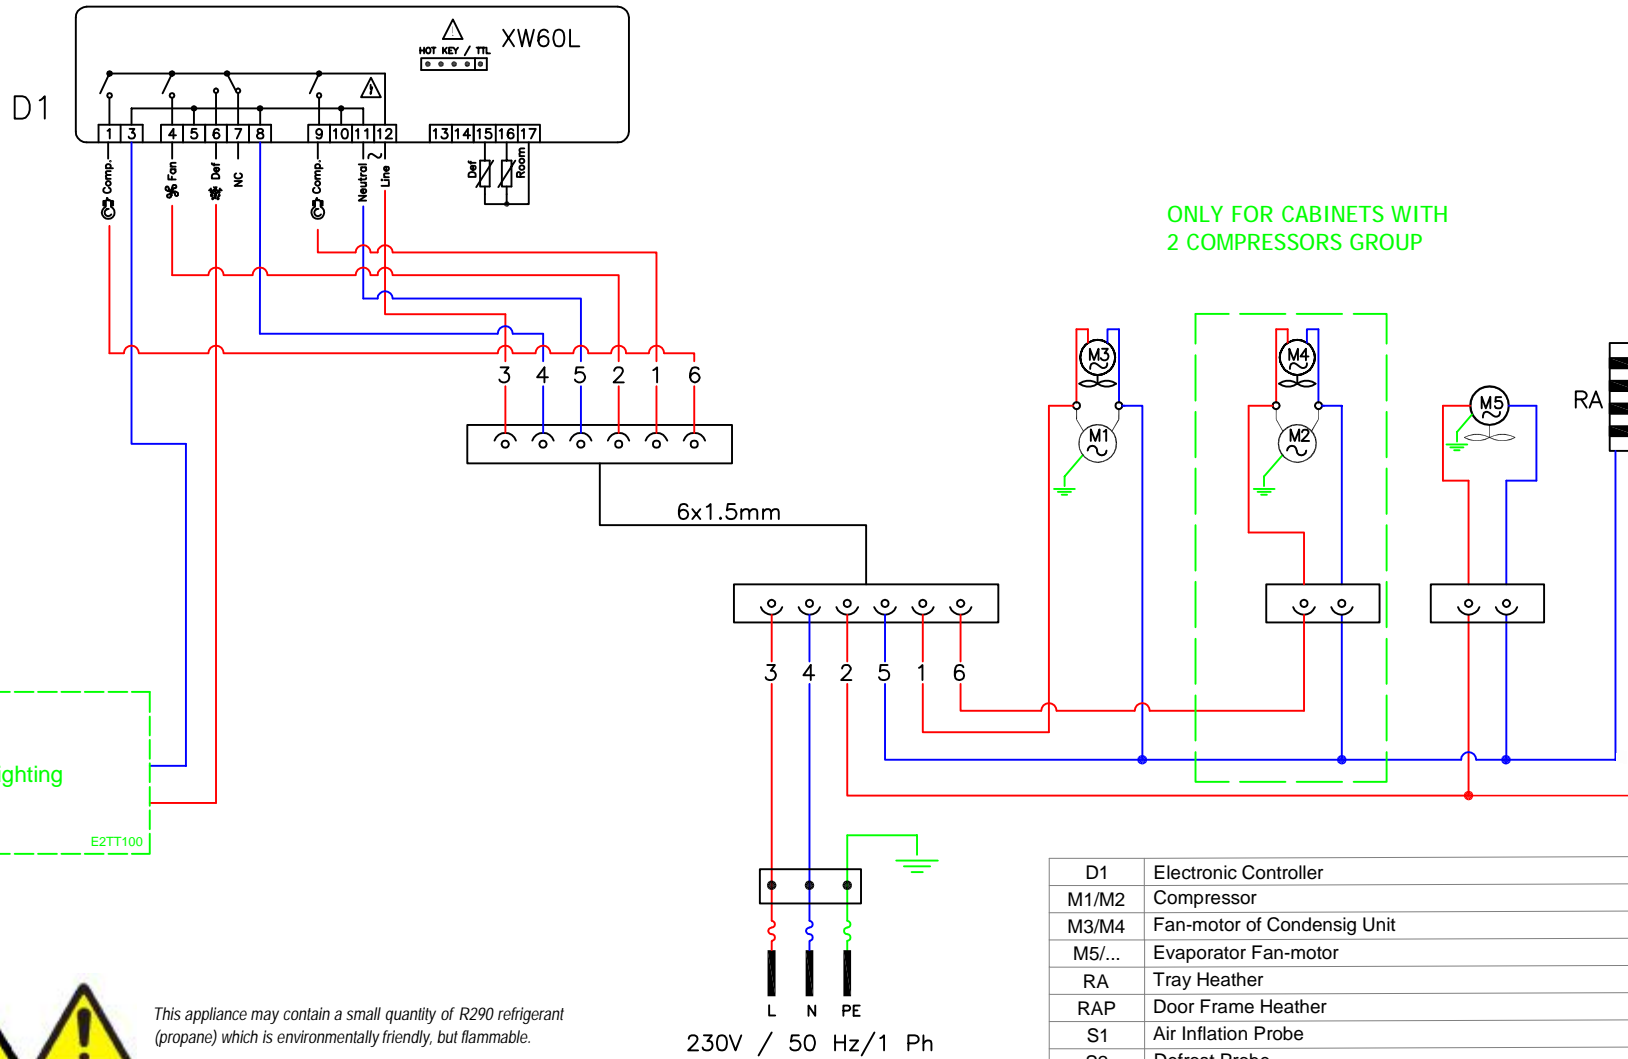 XW60L
HOT KEY / TTL
D1
1 3 4 5 6 7 8 9 10 11 12 13 14 15 16 17
Comp.
Fan
Def
NC
Comp.
Neutral
Line
Def
Room
3 4 5 2 1 6
6x1.5mm
3 4 2 5 1 6
ONLY FOR CABINETS WITH
2 COMPRESSORS GROUP
M3
M1
M4
M2
M5
RA
ighting
E2TT100
L N PE
230V / 50 Hz/1 Ph
This appliance may contain a small quantity of R290 refrigerant
(propane) which is environmentally friendly, but flammable.
D1 Electronic Controller
M1/M2 Compressor
M3/M4 Fan-motor of Condensig Unit
M5/... Evaporator Fan-motor
RA Tray Heather
RAP Door Frame Heather
S1 Air Inflation Probe
Defrost Probe